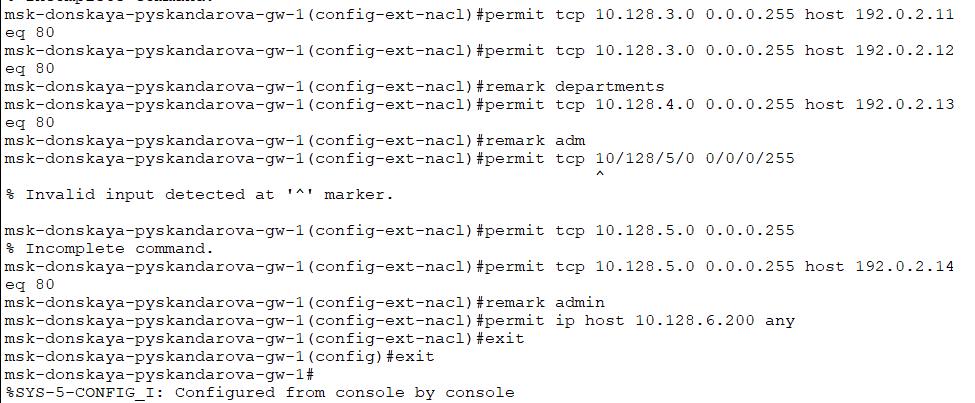 % Incomplete command.
msk-donskaya-pyskandarova-gw-1(config-ext-nacl)#permit tcp 10.128.3.0 0.0.0.255 host 192.0.2.11
eq 80
msk-donskaya-pyskandarova-gw-1(config-ext-nacl)#permit tcp 10.128.3.0 0.0.0.255 host 192.0.2.12
eq 80
msk-donskaya-pyskandarova-gw-1(config-ext-nacl)#remark departments
msk-donskaya-pyskandarova-gw-1(config-ext-nacl)#permit tcp 10.128.4.0 0.0.0.255 host 192.0.2.13
eq 80
msk-donskaya-pyskandarova-gw-1(config-ext-nacl)#remark adm
msk-donskaya-pyskandarova-gw-1(config-ext-nacl)#permit tcp 10/128/5/0 0/0/0/255
^
% Invalid input detected at '^' marker.
msk-donskaya-pyskandarova-gw-1(config-ext-nacl)#permit tcp 10.128.5.0 0.0.0.255
% Incomplete command.
msk-donskaya-pyskandarova-gw-1(config-ext-nacl)#permit tcp 10.128.5.0 0.0.0.255 host 192.0.2.14
eq 80
msk-donskaya-pyskandarova-gw-1(config-ext-nacl)#remark admin
msk-donskaya-pyskandarova-gw-1(config-ext-nacl)#permit ip host 10.128.6.200 any
msk-donskaya-pyskandarova-gw-1(config-ext-nacl)#exit
msk-donskaya-pyskandarova-gw-1(config)#exit
msk-donskaya-pyskandarova-gw-1#
%SYS-5-CONFIG_I: Configured from console by console